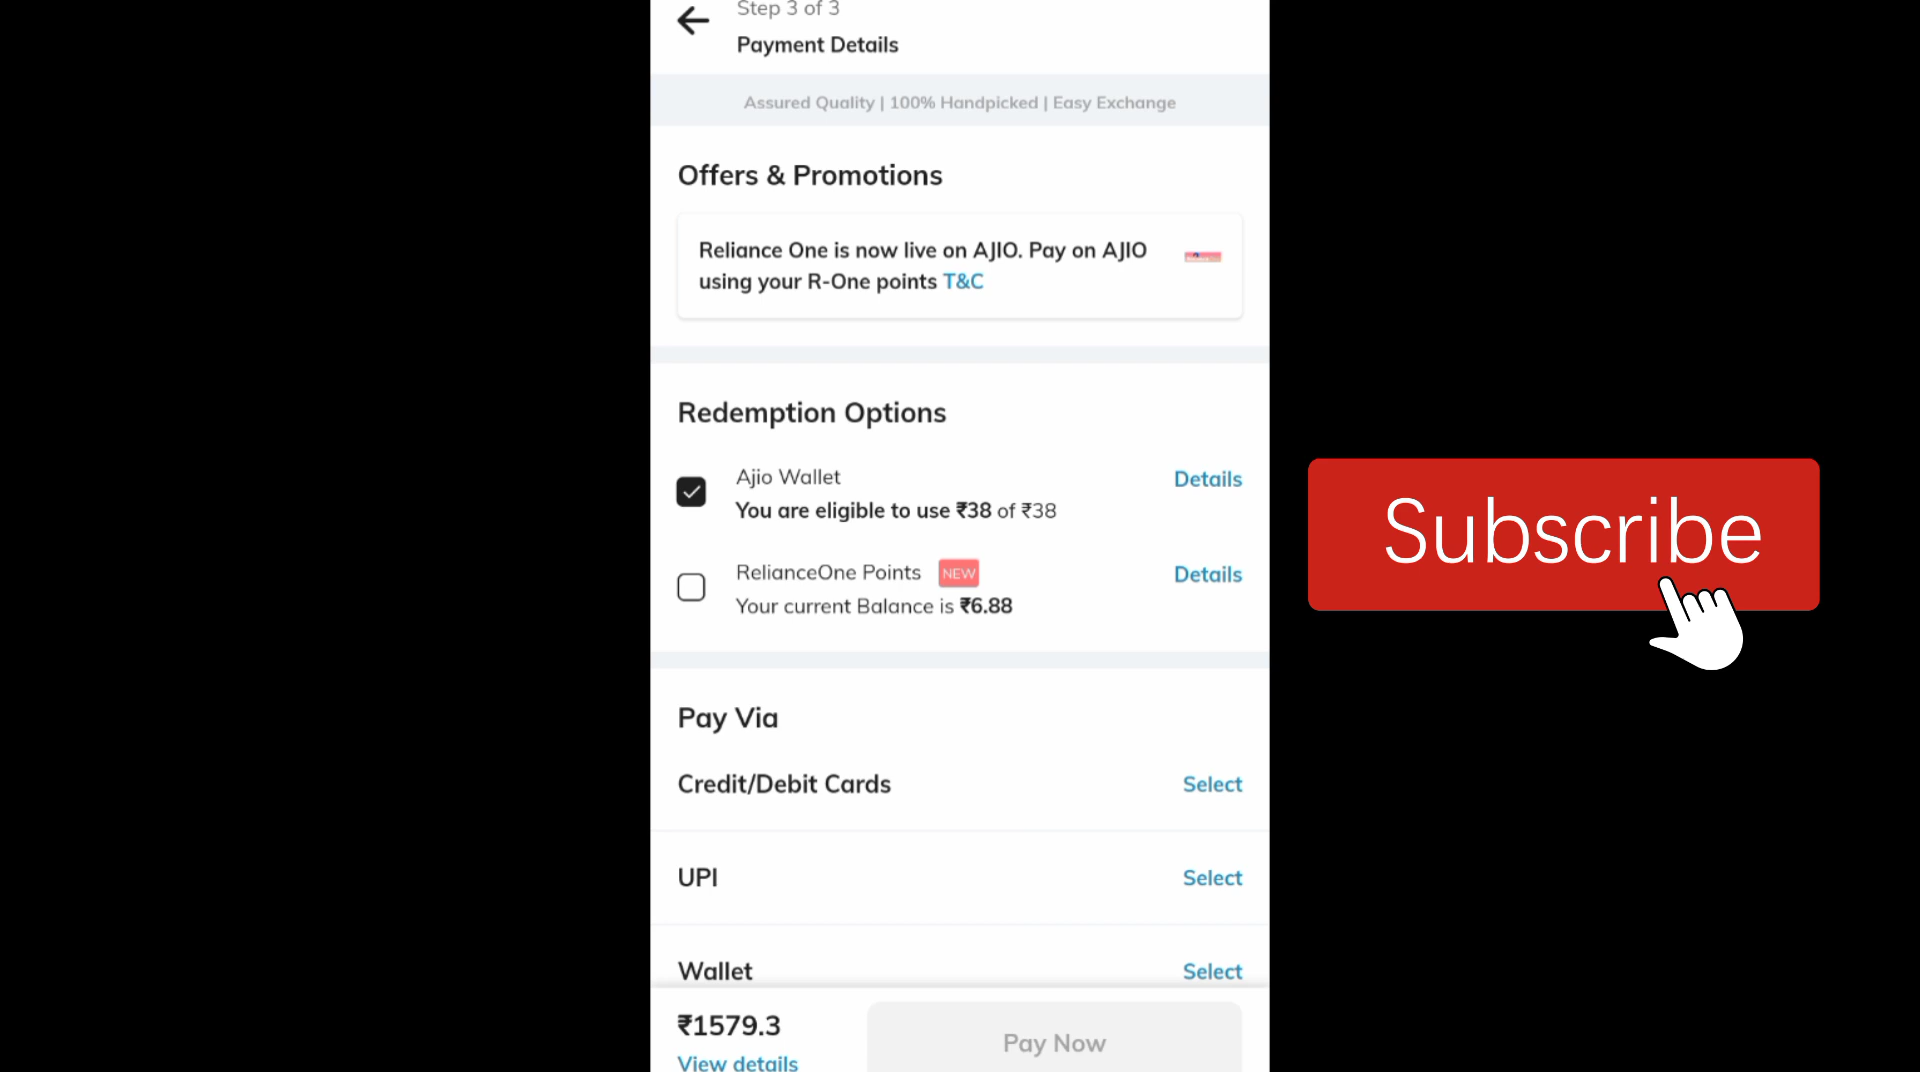 Step 3 of 3
Payment Details
Assured Quality | 100% Handpicked | Easy Exchange
Offers & Promotions
Reliance One is now live on AJIO. Pay on AJIO
using your R-One points T&C
Redemption Options
Ajio Wallet
Details
You are eligible to use ₹38 of ₹38
RelianceOne Points NEW
Details
Your current Balance is ₹6.88
Subscribe
Pay Via
Credit/Debit Cards
Select
UPI
Select
Wallet
Select
₹1579.3
Pay Now
View details